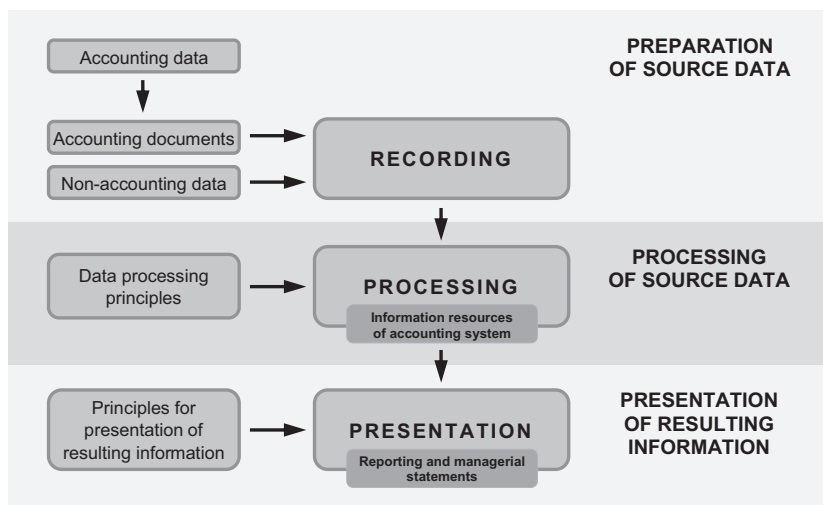 Accounting data
PREPARATION
OF SOURCE DATA
Accounting documents
Non-accounting data
RECORDING
Data processing
principles
PROCESSING
Information resources
of accounting system
PROCESSING
OF SOURCE DATA
Principles for
presentation of
resulting information
PRESENTATION
Reporting and managerial
statements
PRESENTATION
OF RESULTING
INFORMATION